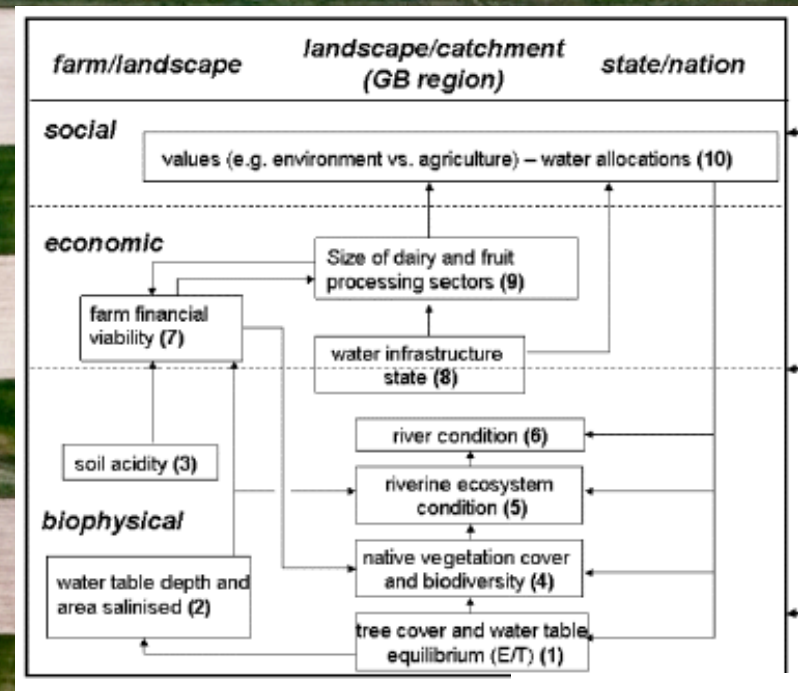 farm/landscape
landscape/catchment
(GB region)
state/nation
social
values (e.g. environment vs. agriculture) – water allocations (10)
economic
Size of dairy and fruit
processing sectors (9)
farm financial
viability (7)
water infrastructure
state (8)
river condition (6)
soil acidity (3)
riverine ecosystem
condition (5)
biophysical
native vegetation cover
and biodiversity (4)
water table depth and
area salinised (2)
tree cover and water table
equilibrium (E/T) (1)